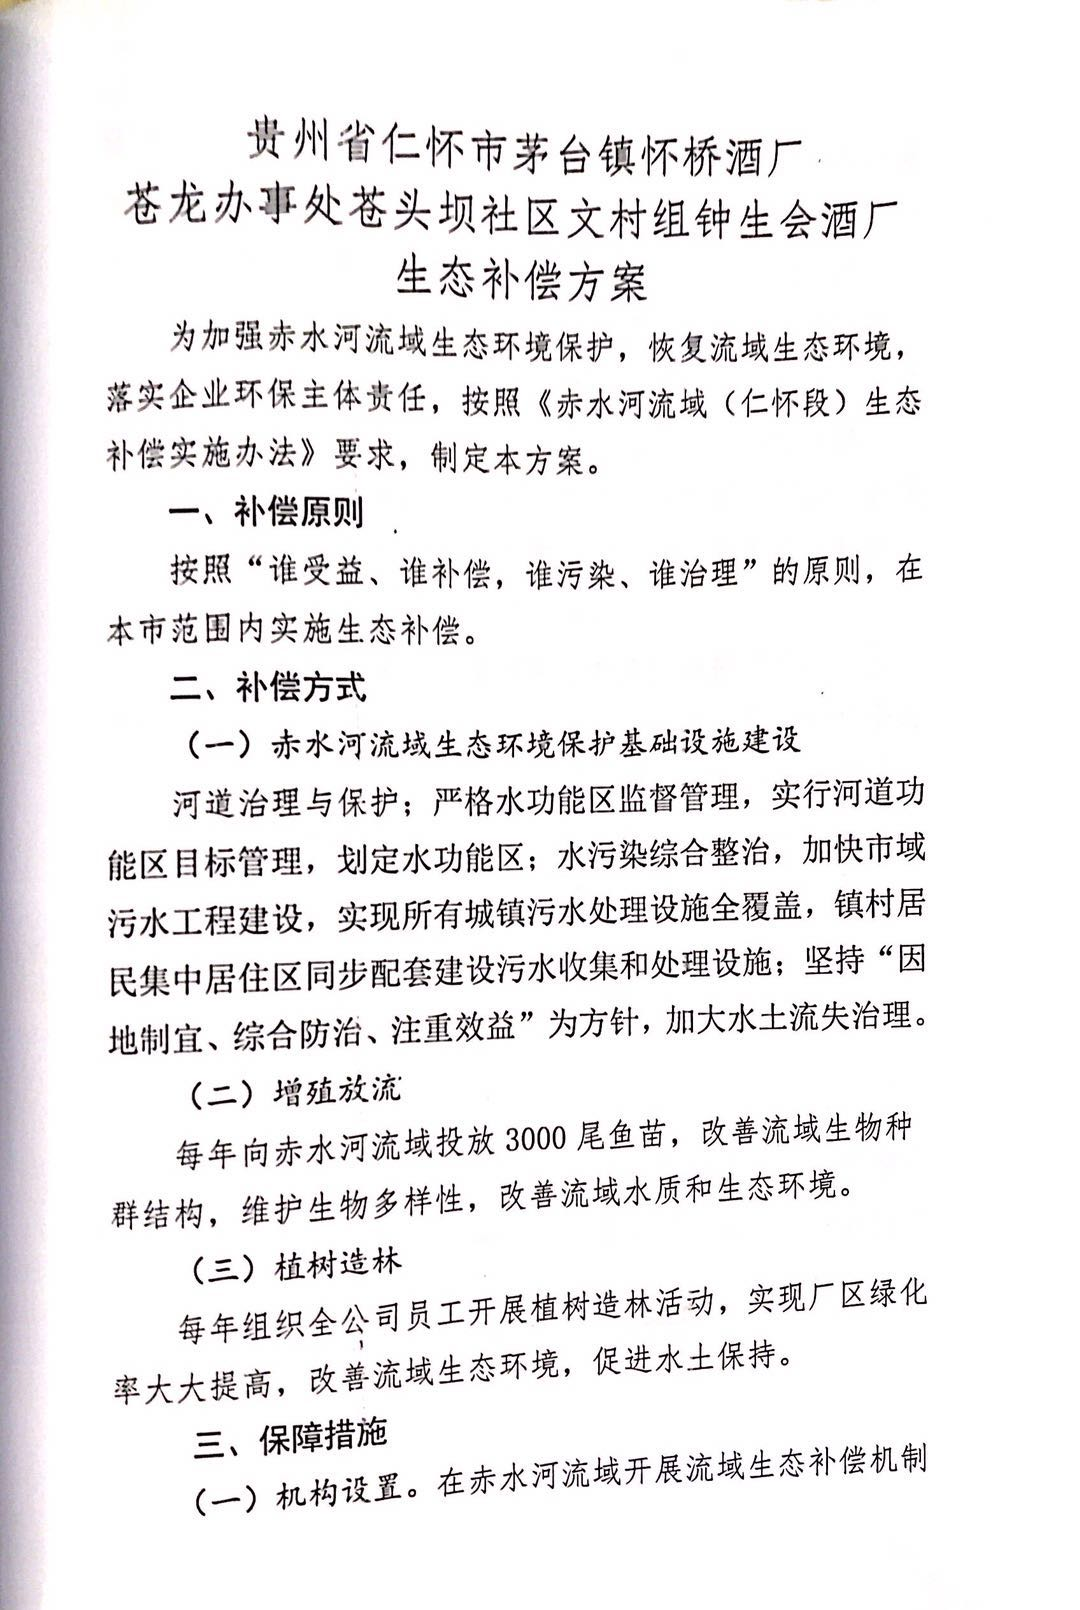 贵州省仁怀市茅台镇怀桥酒厂
苍龙办事处苍头坝社区文村组钟生会酒厂
生态补偿方案
为加强赤水河流域生态环境保护，恢复流域生态环境，
落实企业环保主体责任，按照《赤水河流域（仁怀段）生态
补偿实施办法》要求，制定本方案。
一、补偿原则
按照“谁受益、谁补偿，谁污染、谁治理”的原则，在
本市范围内实施生态补偿。
二、补偿方式
（一）赤水河流域生态环境保护基础设施建设
河道治理与保护；严格水功能区监督管理，实行河道功
能区目标管理，划定水功能区；水污染综合整治，加快市域
污水工程建设，实现所有城镇污水处理设施全覆盖，镇村居
民集中居住区同步配套建设污水收集和处理设施；坚持“因
地制宜、综合防治、注重效益”为方针，加大水土流失治理。
（二）增殖放流
每年向赤水河流域投放 3000 尾鱼苗，改善流域生物种
群结构，维护生物多样性，改善流域水质和生态环境。
（三）植树造林
每年组织全公司员工开展植树造林活动，实现厂区绿化
率大大提高，改善流域生态环境，促进水土保持。
三、保障措施
（一）机构设置。在赤水河流域开展流域生态补偿机制